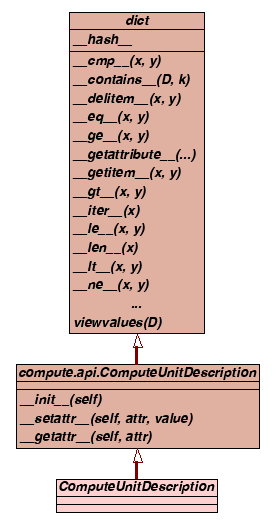 dict
__hash__
__cmp__(x, y)
__contains__(D, k)
__delitem__(x, y)
__eq__(x, y)
__ge__(x, y)
__getattribute__(...)
__getitem__(x, y)
__gt__(x, y)
__iter__(x)
__le__(x, y)
__len__(x)
__lt__(x, y)
__ne__(x, y)
...
viewvalues(D)
compute.api.ComputeUnitDescription
__init__(self)
__setattr__(self, attr, value)
__getattr__(self, attr)
ComputeUnitDescription